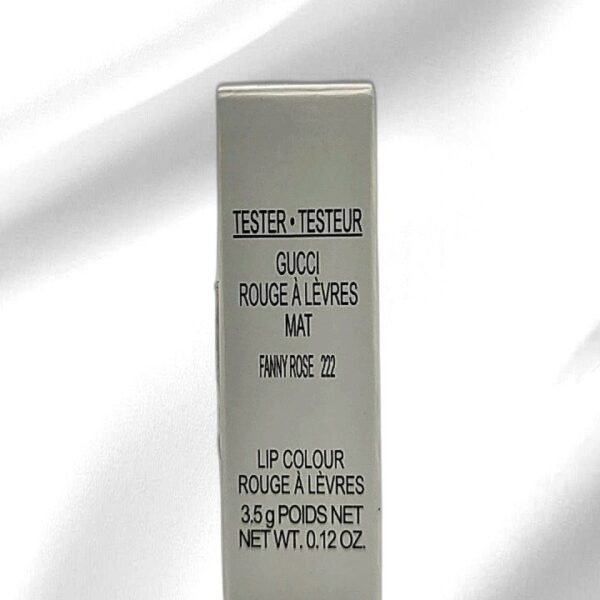 TESTER • TESTEUR
GUCCI
ROUGE À LÈVRES
MAT
FANNY ROSE 222
LIP COLOUR
ROUGE À LÈVRES
3.5 g POIDS NET
NET WT. 0.12 OZ.